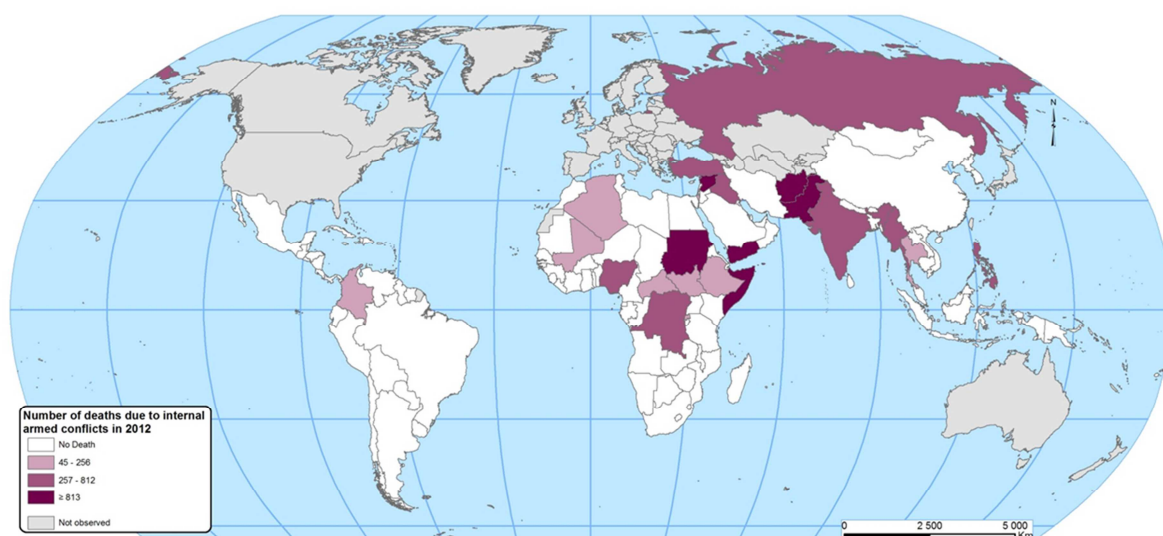 N
Number of deaths due to internal
armed conflicts in 2012
No Death
45 - 256
257 - 812
≥ 813
Not observed
0 2 500 5 000
Km